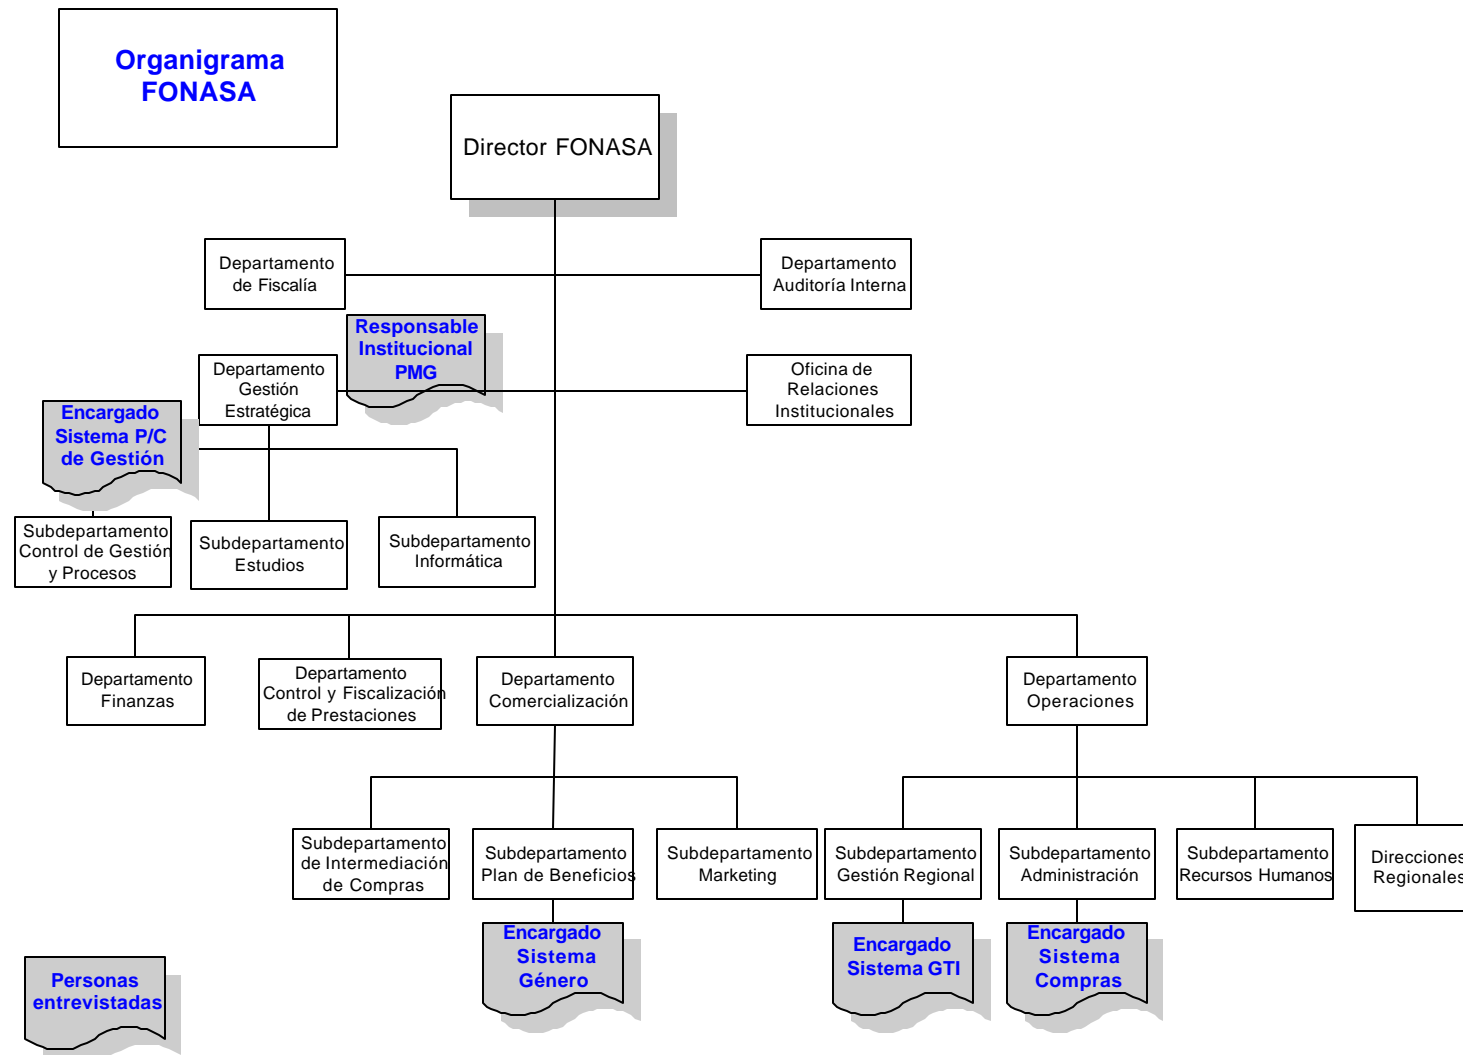 Organigrama
FONASA
Director FONASA
Departamento
de Fiscalía
Departamento
Auditoría Interna
Responsable
Institucional
PMG
Departamento
Gestión
Estratégica
Oficina de
Relaciones
Institucionales
Encargado
Sistema P/C
de Gestión
Subdepartamento
Control de Gestión
y Procesos
Subdepartamento
Estudios
Subdepartamento
Informática
Departamento
Finanzas
Departamento
Control y Fiscalización
de Prestaciones
Departamento
Comercialización
Departamento
Operaciones
Subdepartamento
de Intermediación
de Compras
Subdepartamento
Plan de Beneficios
Subdepartamento
Marketing
Subdepartamento
Gestión Regional
Subdepartamento
Administración
Subdepartamento
Recursos Humanos
Direcciones
Regionales
Encargado
Sistema
Género
Encargado
Sistema GTI
Encargado
Sistema
Compras
Personas
entrevistadas